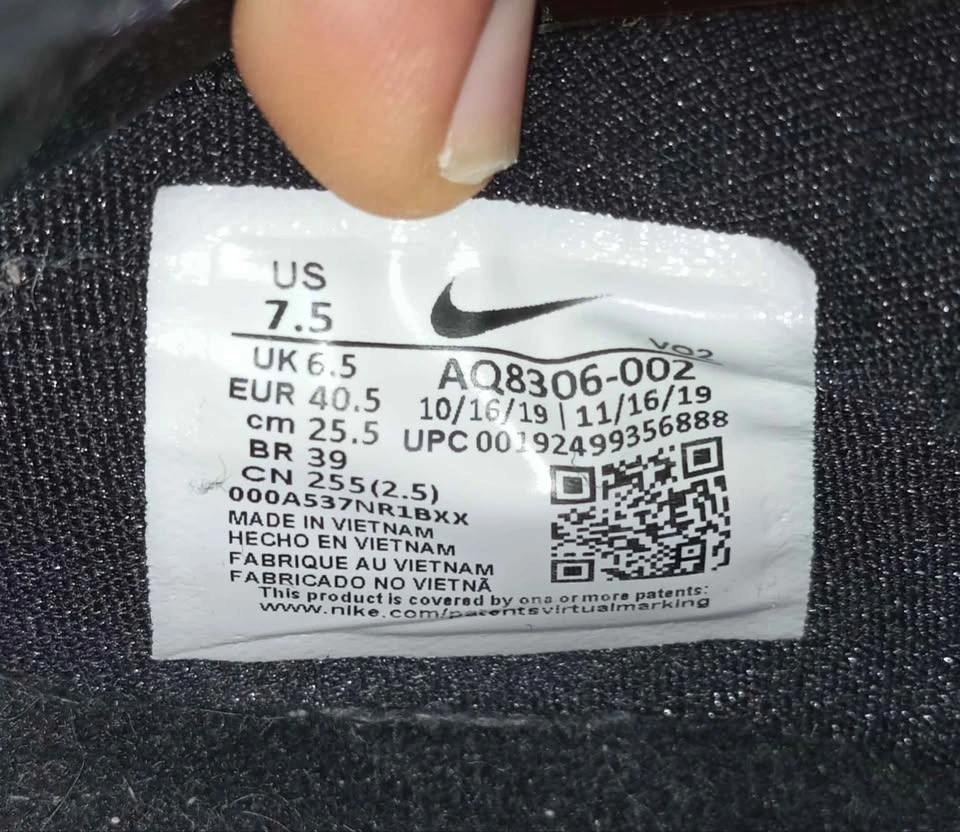 US
7.5
VO2
UK 6.5
AQ8306-002
EUR 40.5
10/16/19 | 11/16/19
cm 25.5
UPC 00192499356888
BR 39
CN 255(2.5)
000A537NR1BXX
MADE IN VIETNAM
HECHO EN VIETNAM
FABRIQUE AU VIETNAM
FABRICADO NO VIETNÃ
This product is covered by one or more patents:
www.nike.com/patentsvirtualmarking